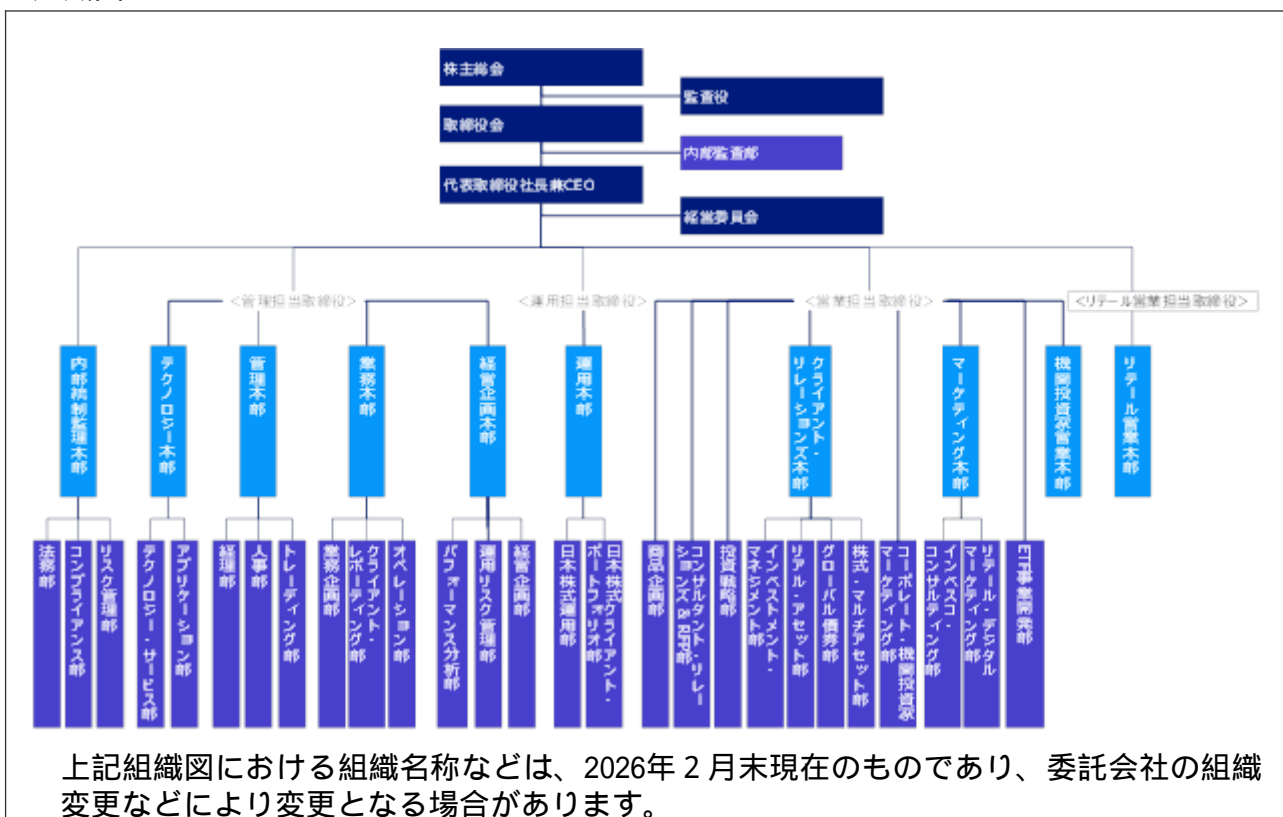 株主総会
監査役
取締役会
内部監査部
代表取締役社長兼CEO
経営委員会
<管理担当取締役>
<運用担当取締役>
<営業担当取締役>
<リテール営業担当取締役>
内部統制監理本部
テクノロジー本部
管理本部
業務本部
経営企画本部
運用本部
クライアント・
リレーションズ本部
マーケティング本部
機関投資家営業本部
リテール営業本部
法務部
コンプライアンス部
リスク管理部
テクノロジー・サービス部
アプリケーション部
経理部
人事部
トレーディング部
業務企画部
クライアント・
レポーティング部
オペレーション部
パフォーマンス分析部
運用リスク管理部
経営企画部
日本株式運用部
日本株式クライアント・
ポートフォリオ部
商品企画部
コンサルタント・リレー
ションズ & RFP部
投資戦略部
インベストメント・
マネジメント部
リアル・アセット部
グローバル債券部
株式・マルチアセット部
コーポレート・機関投資家
マーケティング部
インベスコ・
コンサルティング部
リテール・デジタル
マーケティング部
ETF事業開発部
上記組織図における組織名称などは、2026年2月末現在のものであり、委託会社の組織
変更などにより変更となる場合があります。